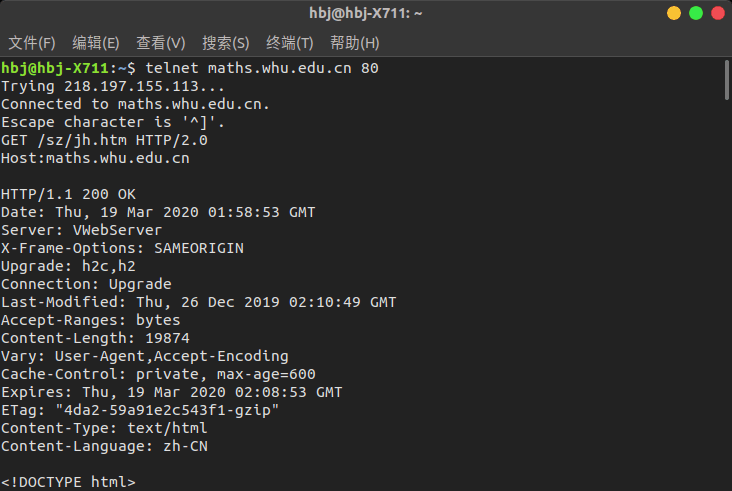 hbj@hbj-X711: ~
文件(F) 编辑(E) 查看(V) 搜索(S) 终端(T) 帮助(H)
hbj@hbj-X711:~$ telnet maths.whu.edu.cn 80
Trying 218.197.155.113...
Connected to maths.whu.edu.cn.
Escape character is '^]'.
GET /sz/jh.htm HTTP/2.0
Host:maths.whu.edu.cn
HTTP/1.1 200 OK
Date: Thu, 19 Mar 2020 01:58:53 GMT
Server: VWebServer
X-Frame-Options: SAMEORIGIN
Upgrade: h2c,h2
Connection: Upgrade
Last-Modified: Thu, 26 Dec 2019 02:10:49 GMT
Accept-Ranges: bytes
Content-Length: 19874
Vary: User-Agent,Accept-Encoding
Cache-Control: private, max-age=600
Expires: Thu, 19 Mar 2020 02:08:53 GMT
ETag: "4da2-59a91e2c543f1-gzip"
Content-Type: text/html
Content-Language: zh-CN
<!DOCTYPE html>